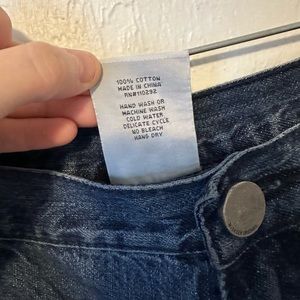 100% COTTON
MADE IN CHINA
RN#110292
HAND WASH OR
MACHINE WASH
COLD WATER
DELICATE CYCLE
NO BLEACH
HANG DRY